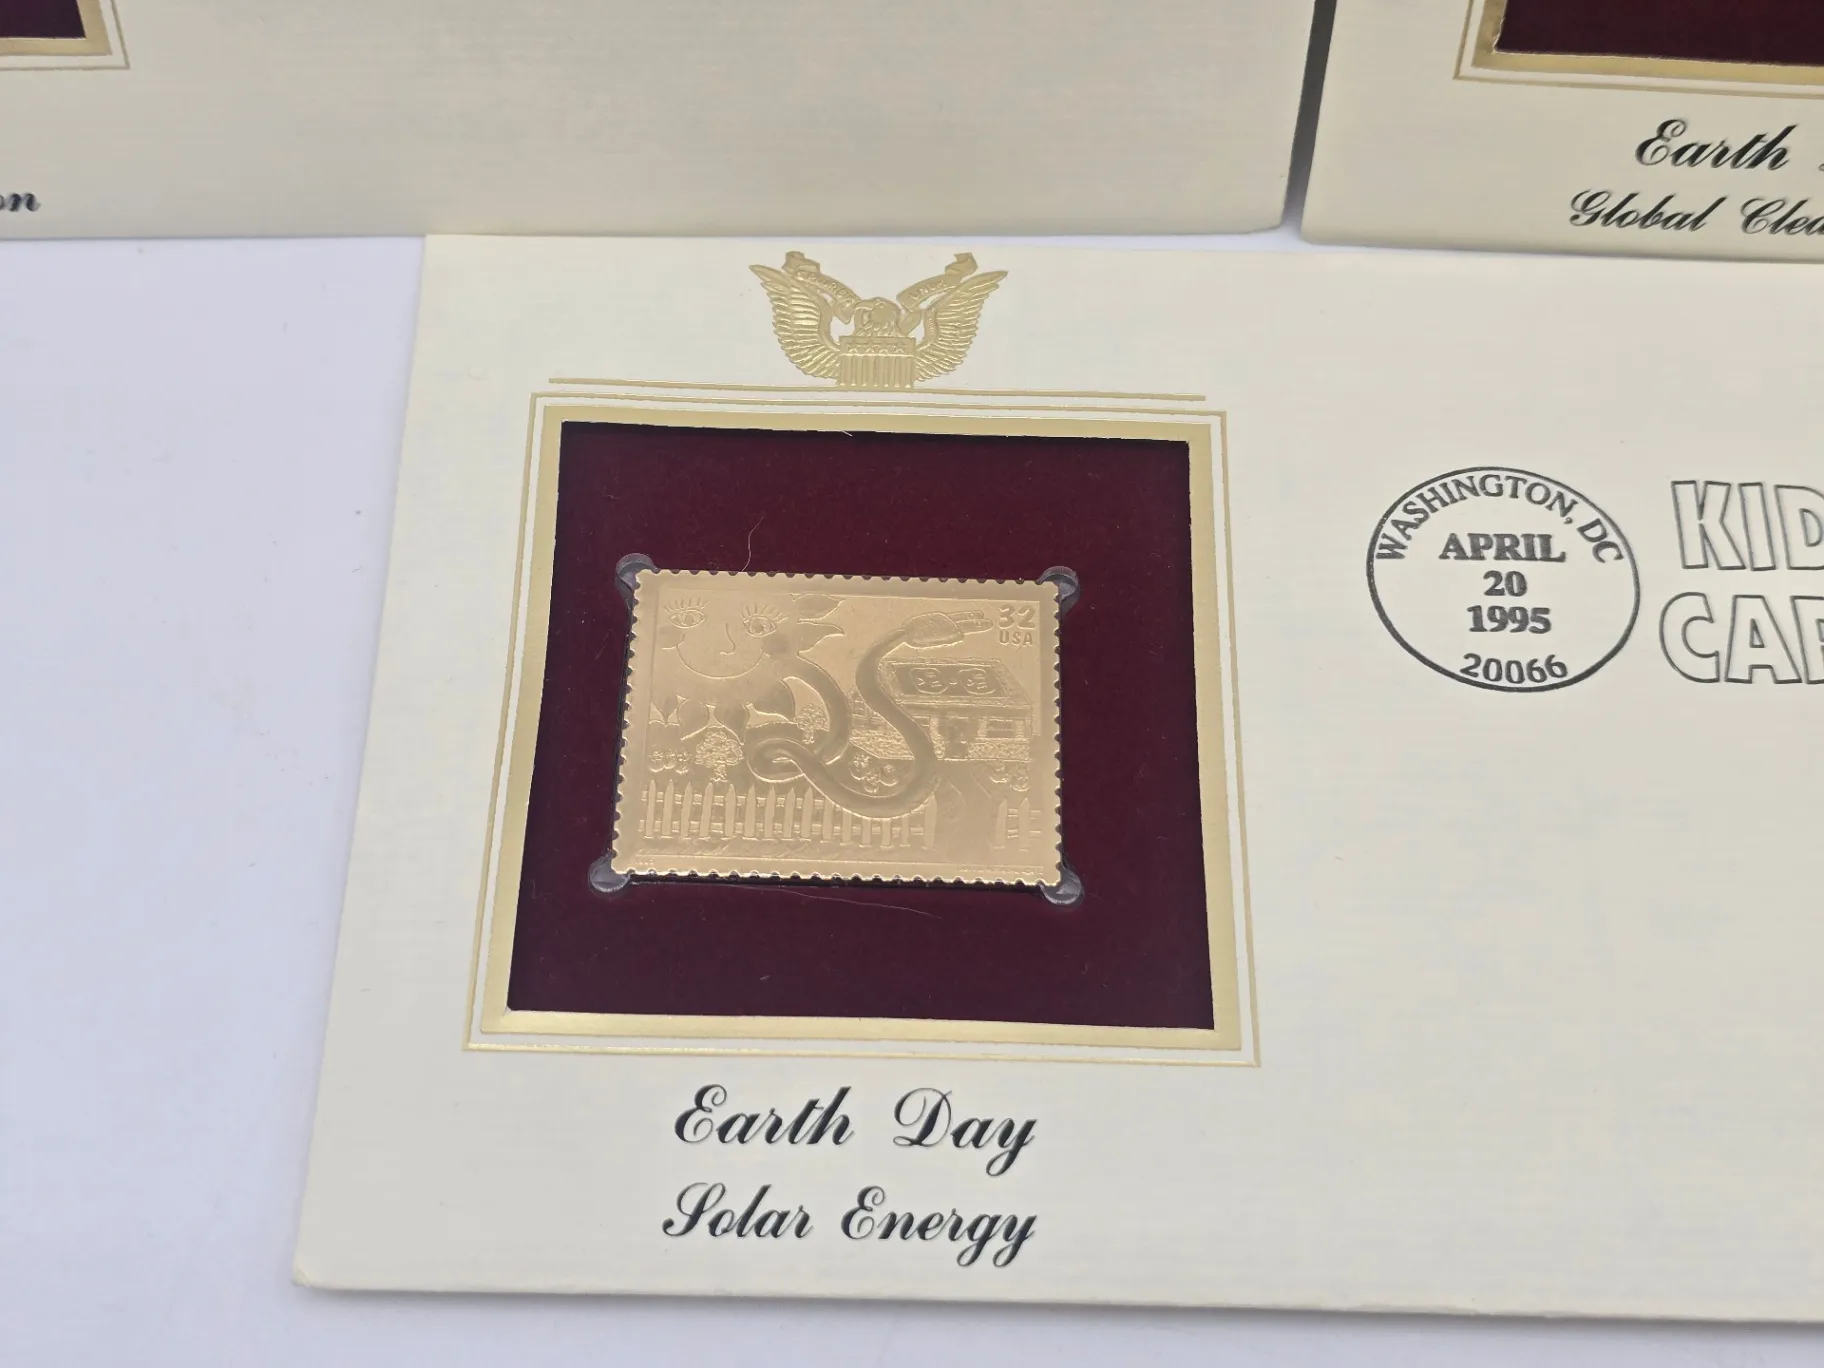 on
Earth
Global Clea
WASHINGTON, DC
APRIL
20
1995
20066
KID
CAR
32
USA
Earth Day
Solar Energy